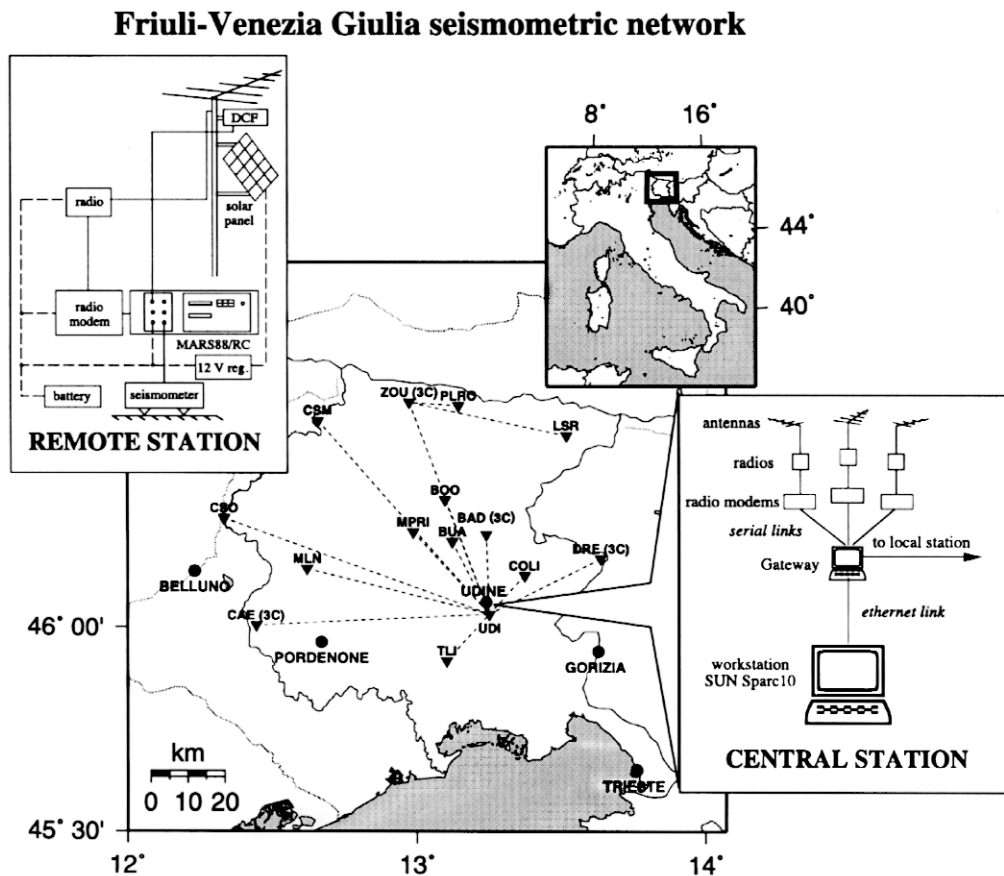 Friuli-Venezia Giulia seismometric network
DCF
radio
solar
panel
radio
modem
MARS88/RC
12 V reg.
battery
seismometer
REMOTE STATION
8° 16°
44°
40°
ZOU (3C) PLRO
CSM
LSR
BOO
CSO
MPRI
BAD (3C)
BUA
DRE (3C)
MLN
COLI
BELLUNO
UDINE
CAE (3C)
UDI
46° 00'
PORDENONE
TLI
GORIZIA
km
0 10 20
TRIESTE
45° 30'
12° 13° 14°
antennas
radios
radio modems
serial links
to local station
Gateway
ethernet link
workstation
SUN Sparc10
CENTRAL STATION